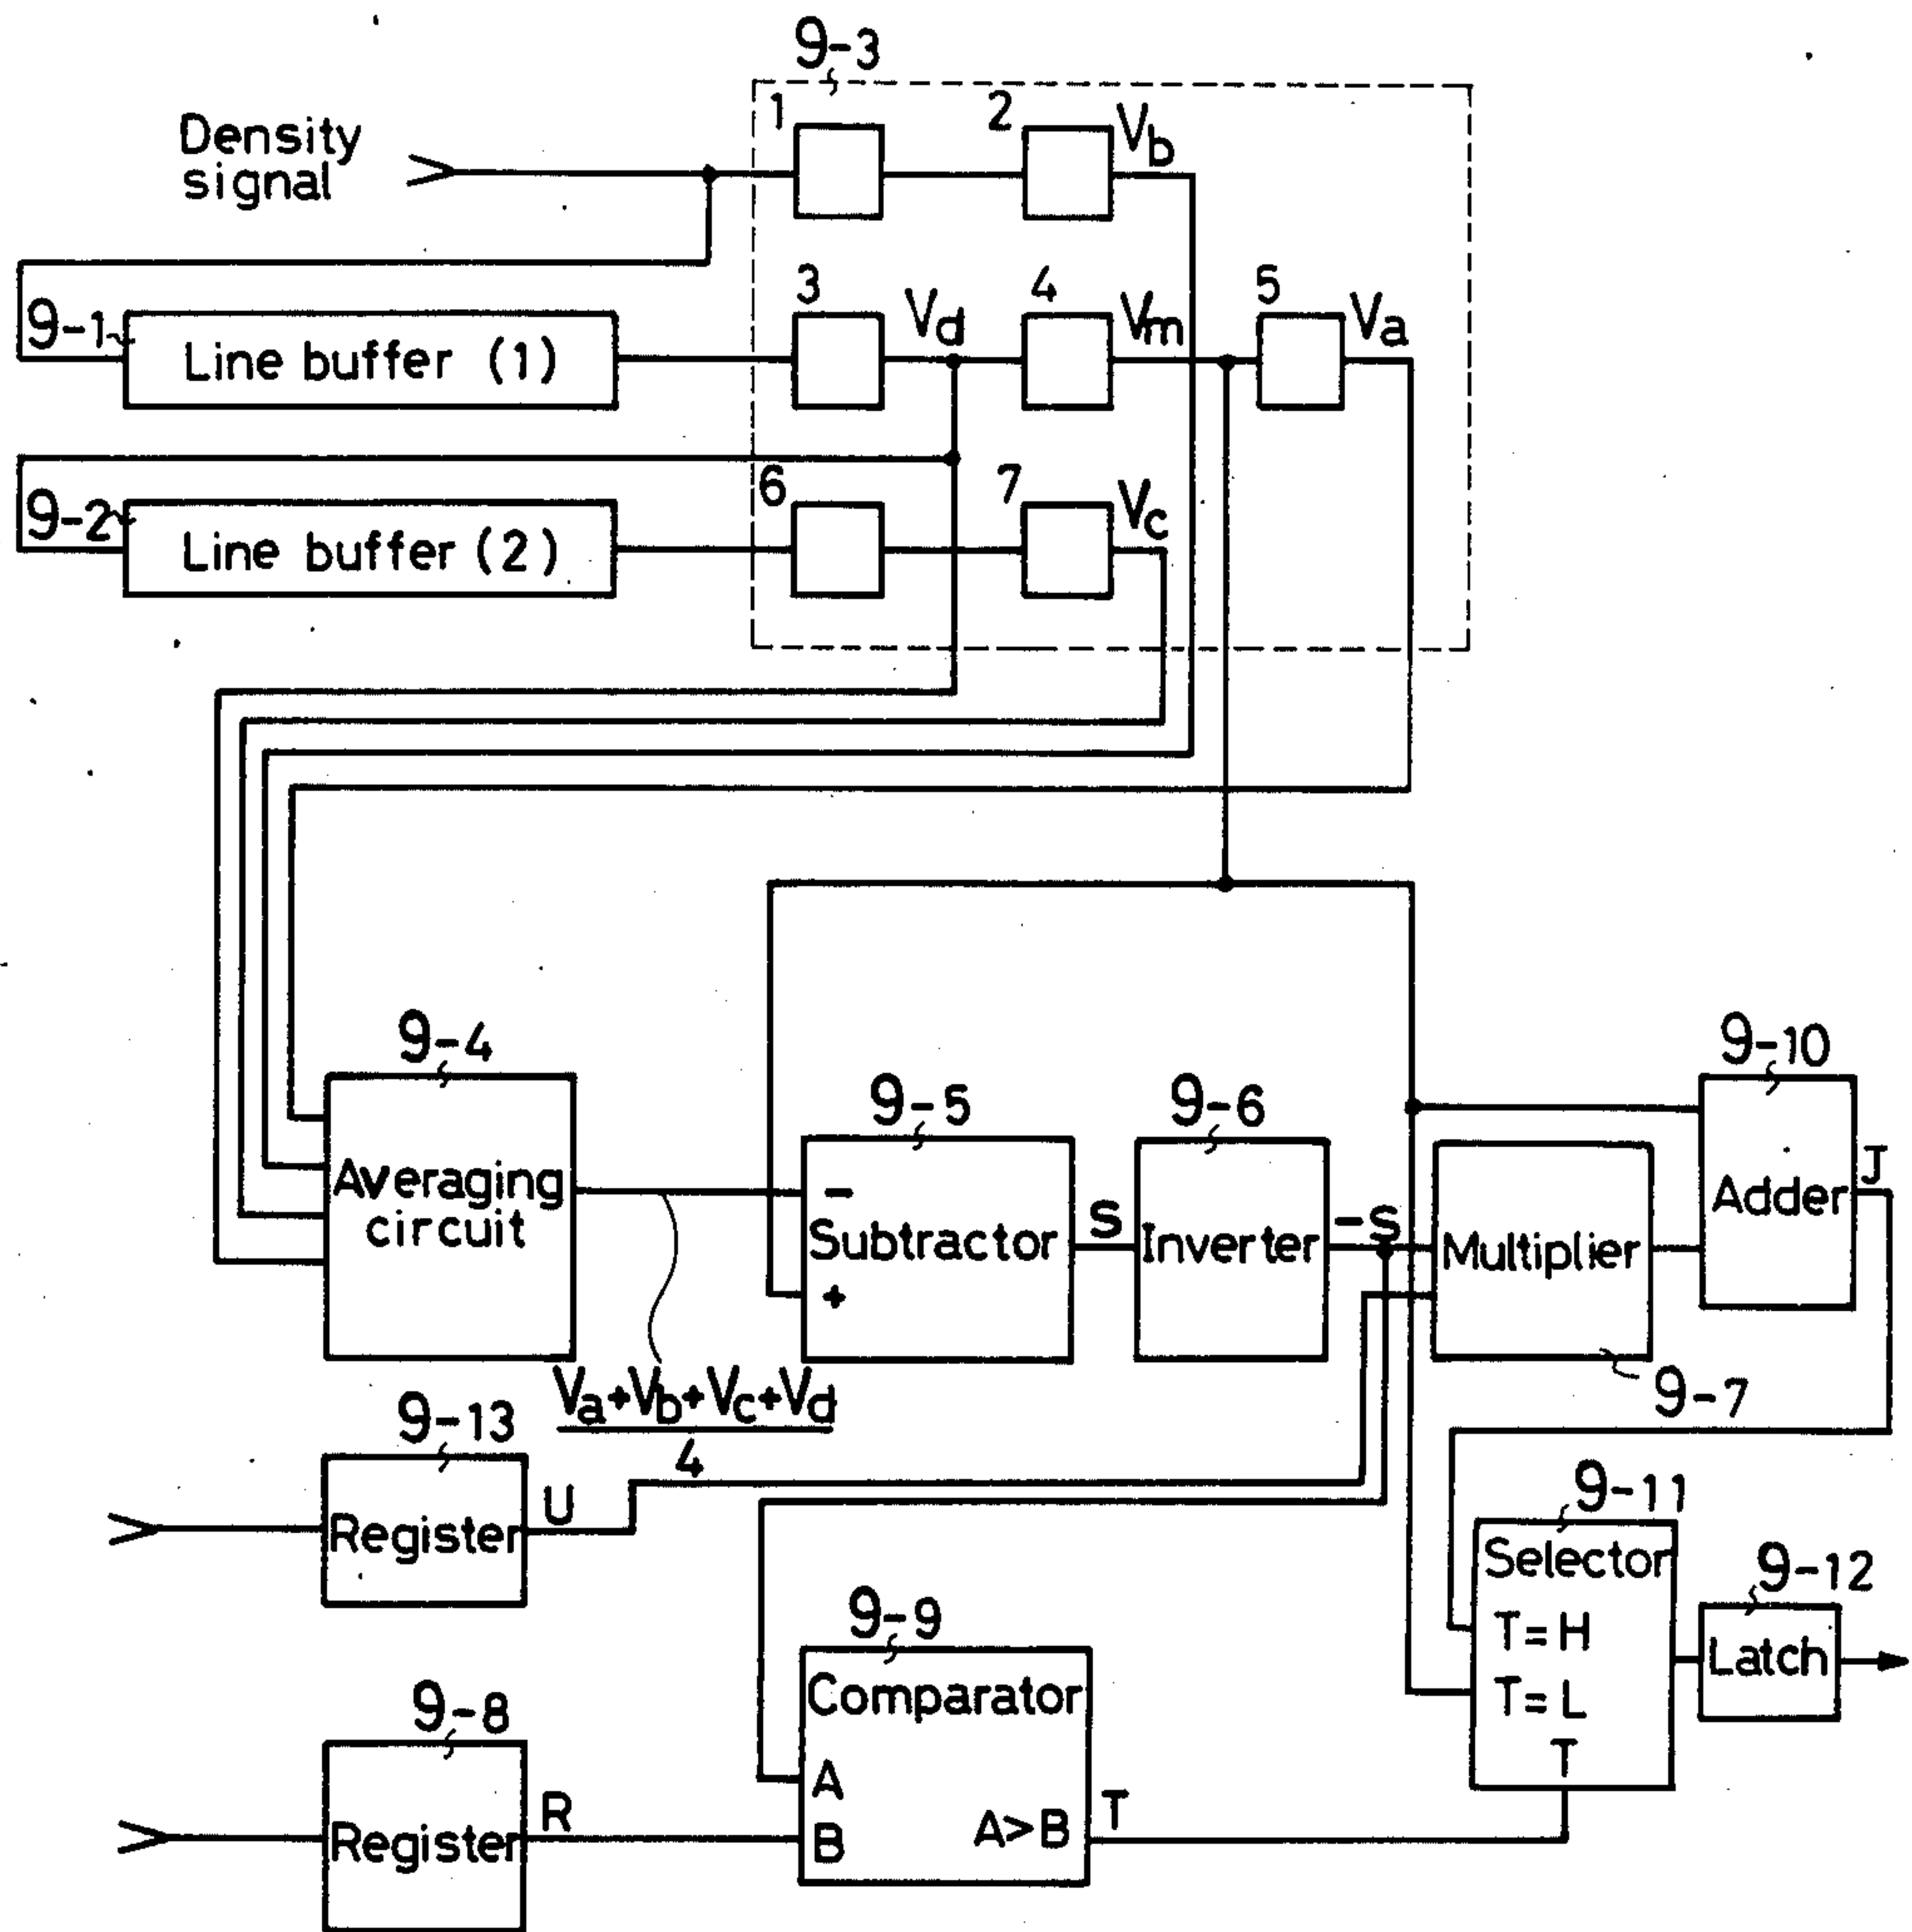 9-3
1
2
Vb
Density
signal
3
Vd
4
Vm
5
Va
9-1
Line buffer (1)
6
7
Vc
9-2
Line buffer (2)
9-4
9-5
9-6
9-10
Averaging
circuit
-
Subtractor
+
S
Inverter
-S
Multiplier
Adder
J
9-7
Va+Vb+Vc+Vd
4
9-13
Register
U
9-11
Selector
T=H
T=L
T
9-12
Latch
9-9
Comparator
A
B
A>B
T
9-8
Register
R